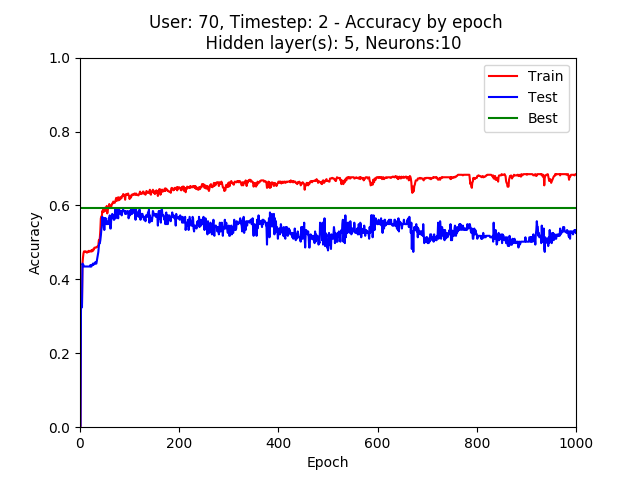 User: 70, Timestep: 2 - Accuracy by epoch
Hidden layer(s): 5, Neurons:10
1.0
0.8
0.6
0.4
0.2
0.0
Accuracy
Train
Test
Best
0 200 400 600 800 1000
Epoch